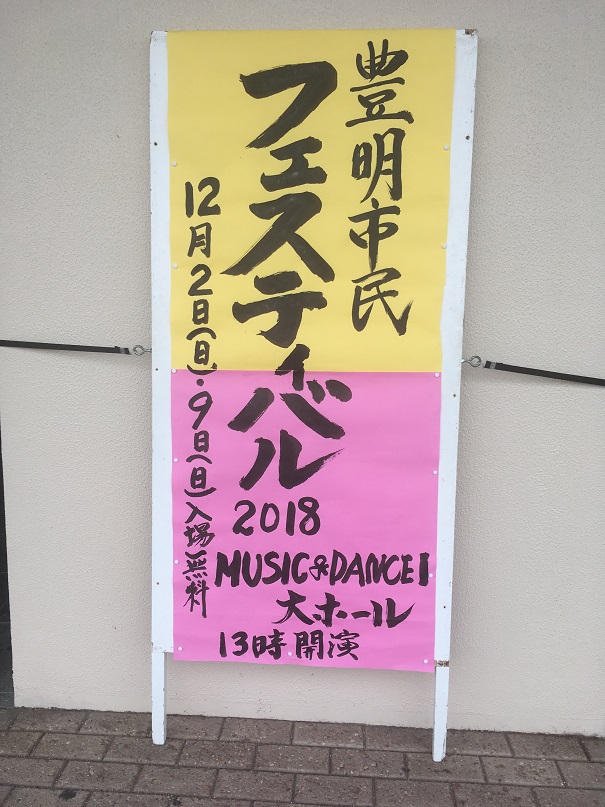 豊明市民
フェスティバル
2018
MUSIC&DANCE I
大ホール
13時開演
12月2日(日)・9日(日)入場無料